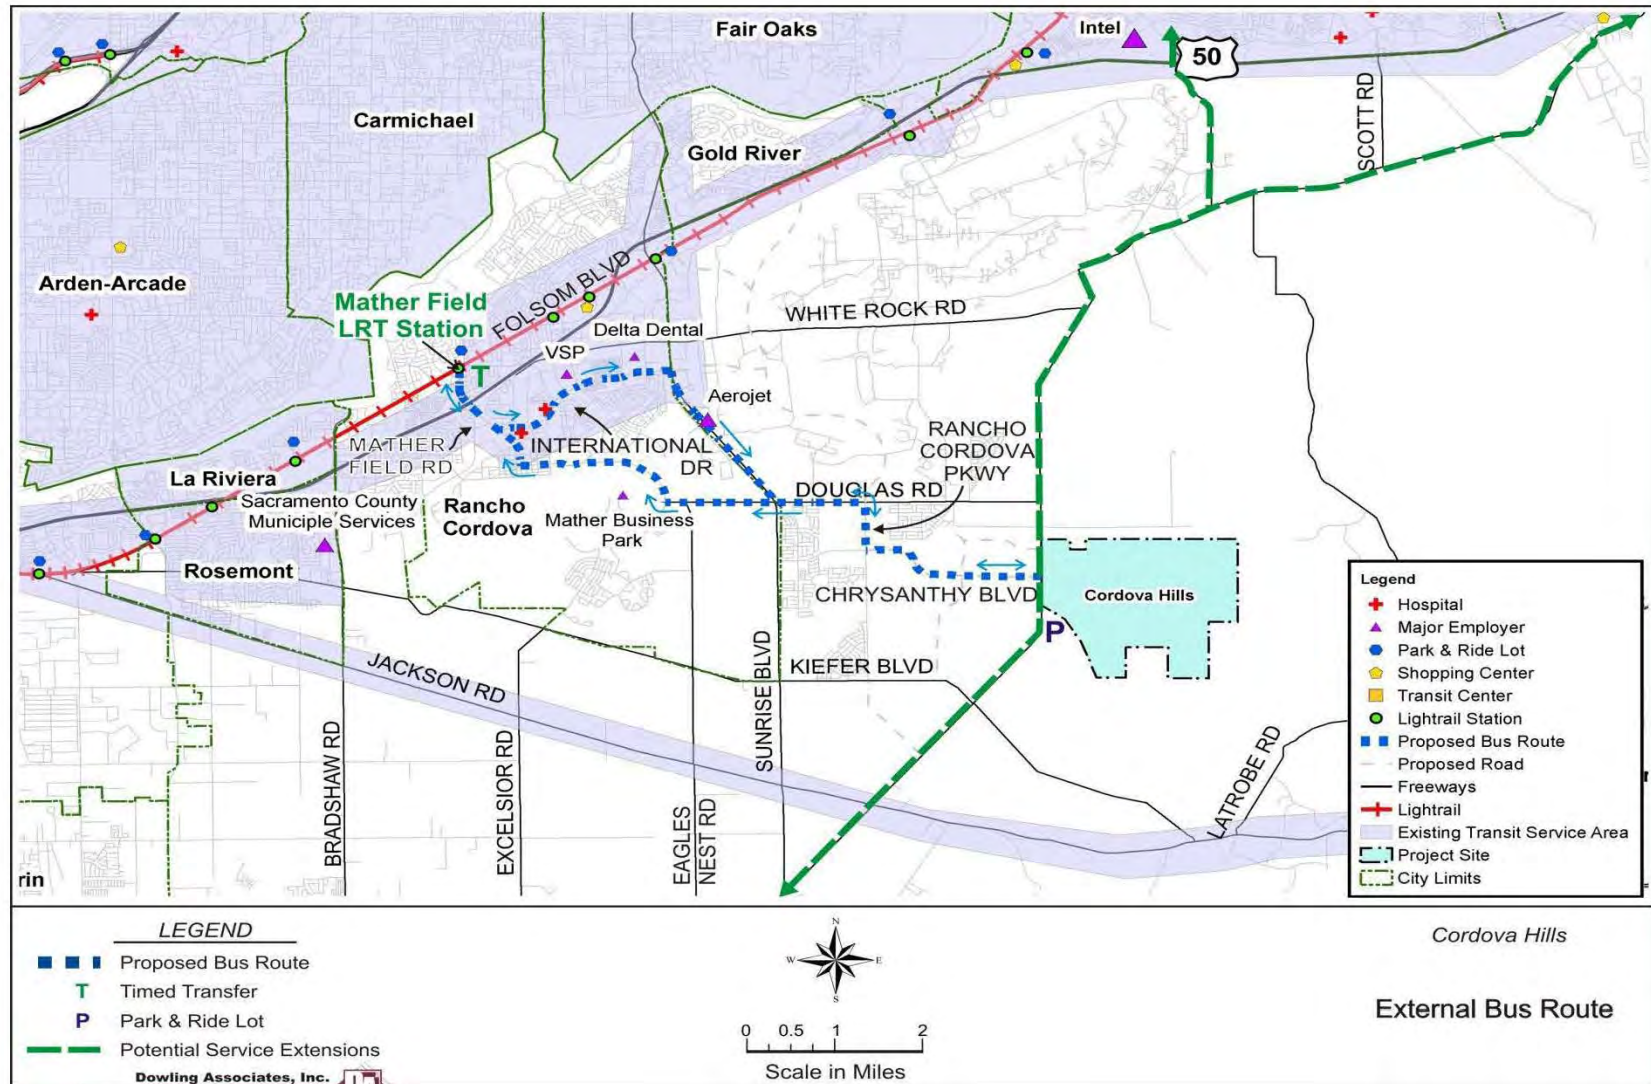 Fair Oaks
Intel
50
Carmichael
Gold River
SCOTT RD
Arden-Arcade
Mather Field
LRT Station
FOLSOM BLVD
WHITE ROCK RD
Delta Dental
VSP
T
Aerojet
MATHER
FIELD RD
INTERNATIONAL
DR
RANCHO
CORDOVA
PKWY
La Riviera
Sacramento County
Municiple Services
Rancho
Cordova
DOUGLAS RD
Mather Business
Park
Rosemont
CHRYSANTHY BLVD
Cordova Hills
P
KIEFER BLVD
JACKSON RD
BRADSHAW RD
EXCELSIOR RD
EAGLES
NEST RD
SUNRISE BLVD
LATROBE RD
rin
Legend
Hospital
Major Employer
Park & Ride Lot
Shopping Center
Transit Center
Lightrail Station
Proposed Bus Route
Proposed Road
Freeways
Lightrail
Existing Transit Service Area
Project Site
City Limits
LEGEND
Proposed Bus Route
T Timed Transfer
P Park & Ride Lot
Potential Service Extensions
Dowling Associates, Inc.
N
W E
S
0 0.5 1 2
Scale in Miles
Cordova Hills
External Bus Route